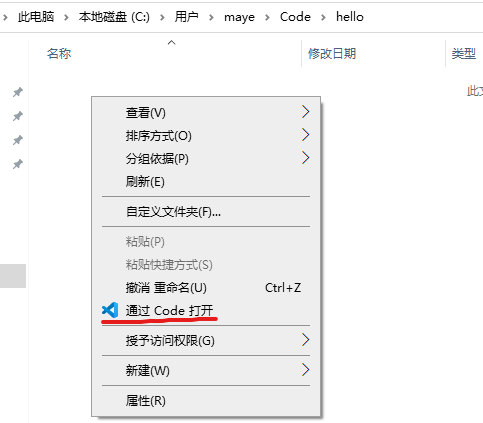 此电脑 > 本地磁盘 (C:) > 用户 > maye > Code > hello
名称 修改日期 类型
查看(V)
排序方式(O)
分组依据(P)
刷新(E)
自定义文件夹(F)...
粘贴(P)
粘贴快捷方式(S)
撤消 重命名(U) Ctrl+Z
通过 Code 打开
授予访问权限(G)
新建(W)
属性(R)